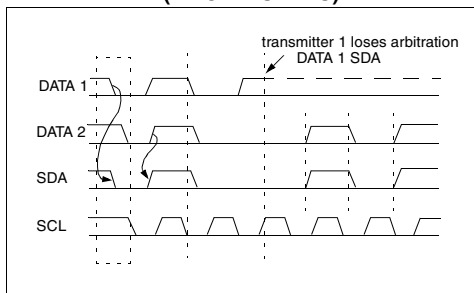 transmitter 1 loses arbitration
DATA 1 SDA
DATA 1
DATA 2
SDA
SCL